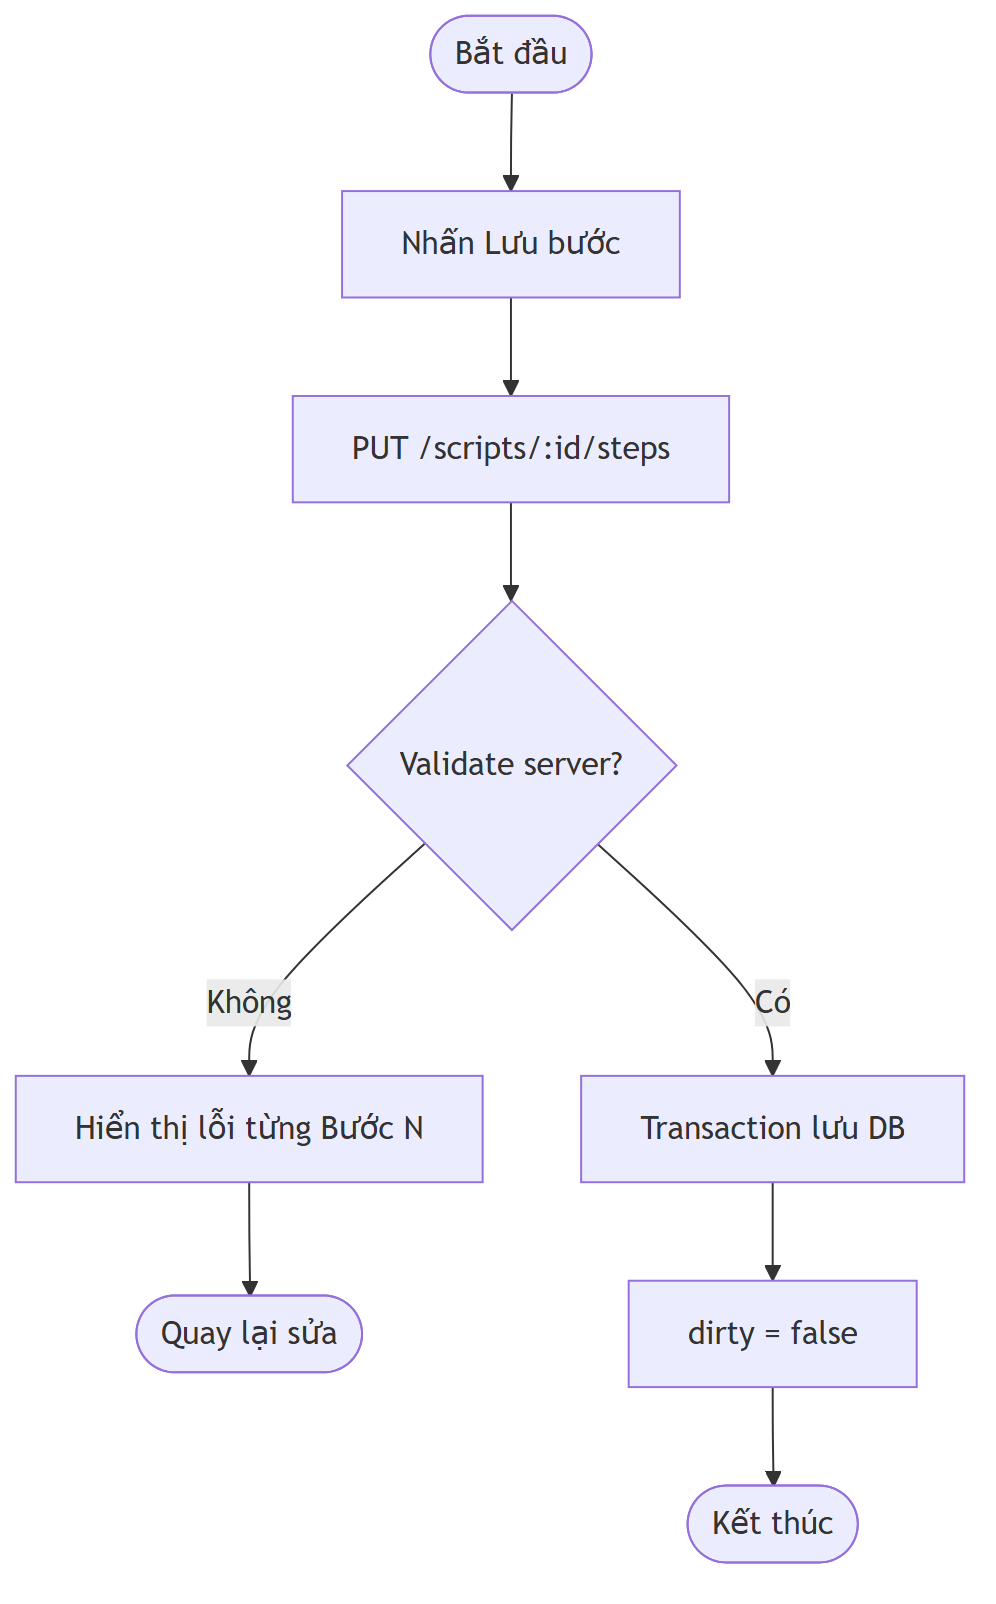 Bắt đầu
Nhấn Lưu bước
PUT /scripts/:id/steps
Validate server?
Không
Có
Hiển thị lỗi từng Bước N
Transaction lưu DB
Quay lại sửa
dirty = false
Kết thúc